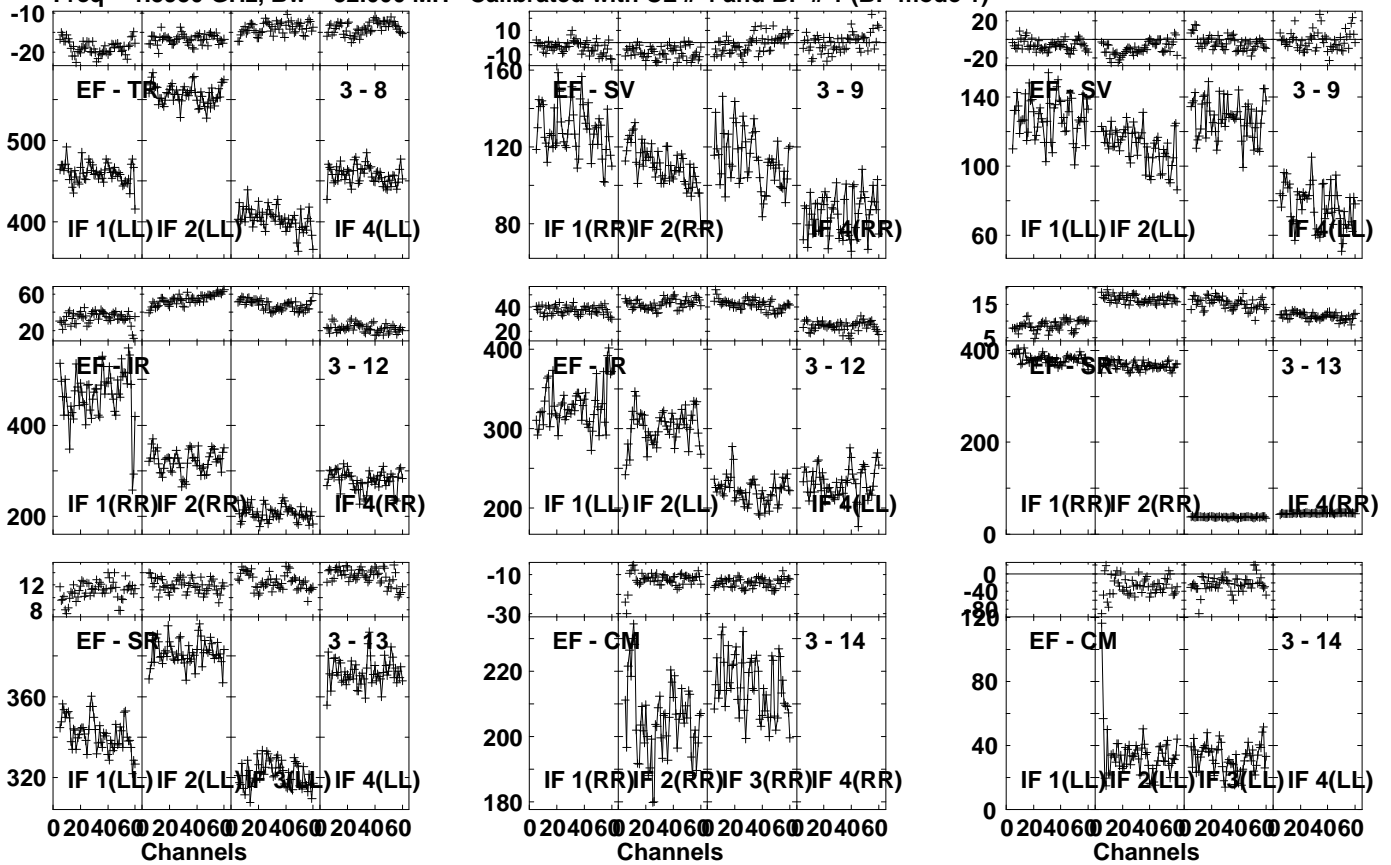 Calibrated with CL # 4 and BP # 1 (BP mode 1)
-10
-20
EF - TR 3 - 8
500
400
IF 1(LL) IF 2(LL) IF 4(LL)
10
-10
160
EF - SV 3 - 9
120
80
IF 1(RR) IF 2(RR) IF 4(RR)
20
0
-20
EF - SV 3 - 9
140
100
60
IF 1(LL) IF 2(LL) IF 4(LL)
60
20
EF - IR 3 - 12
400
200
IF 1(RR) IF 2(RR) IF 4(RR)
40
20
400
EF - IR 3 - 12
300
200
IF 1(LL) IF 2(LL) IF 4(LL)
15
5
400
EF - SR 3 - 13
200
0
IF 1(RR) IF 2(RR) IF 4(RR)
12
8
EF - SR 3 - 13
360
320
IF 1(LL) IF 2(LL) IF 3(LL) IF 4(LL)
0 20 40 60 0 20 40 60 0 20 40 60 0 20 40 60
Channels
-10
-30
EF - CM 3 - 14
220
200
180
IF 1(RR) IF 2(RR) IF 3(RR) IF 4(RR)
0 20 40 60 0 20 40 60 0 20 40 60 0 20 40 60
Channels
0
-40
-80
120
EF - CM 3 - 14
80
40
0
IF 1(LL) IF 2(LL) IF 3(LL) IF 4(LL)
0 20 40 60 0 20 40 60 0 20 40 60 0 20 40 60
Channels